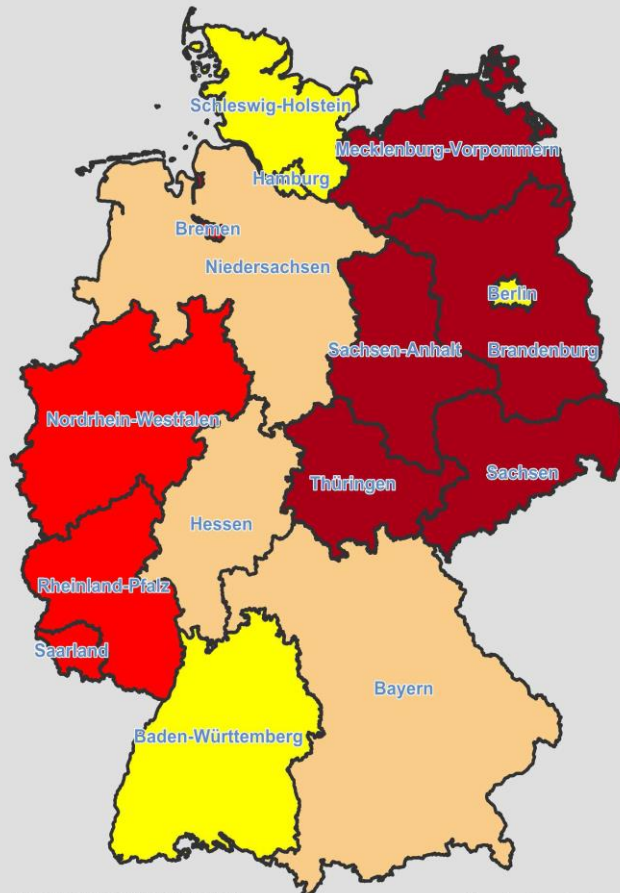 Schleswig-Holstein
Mecklenburg-Vorpommern
Hamburg
Bremen
Niedersachsen
Berlin
Sachsen-Anhalt
Brandenburg
Nordrhein-Westfalen
Sachsen
Thüringen
Hessen
Rheinland-Pfalz
Saarland
Bayern
Baden-Württemberg